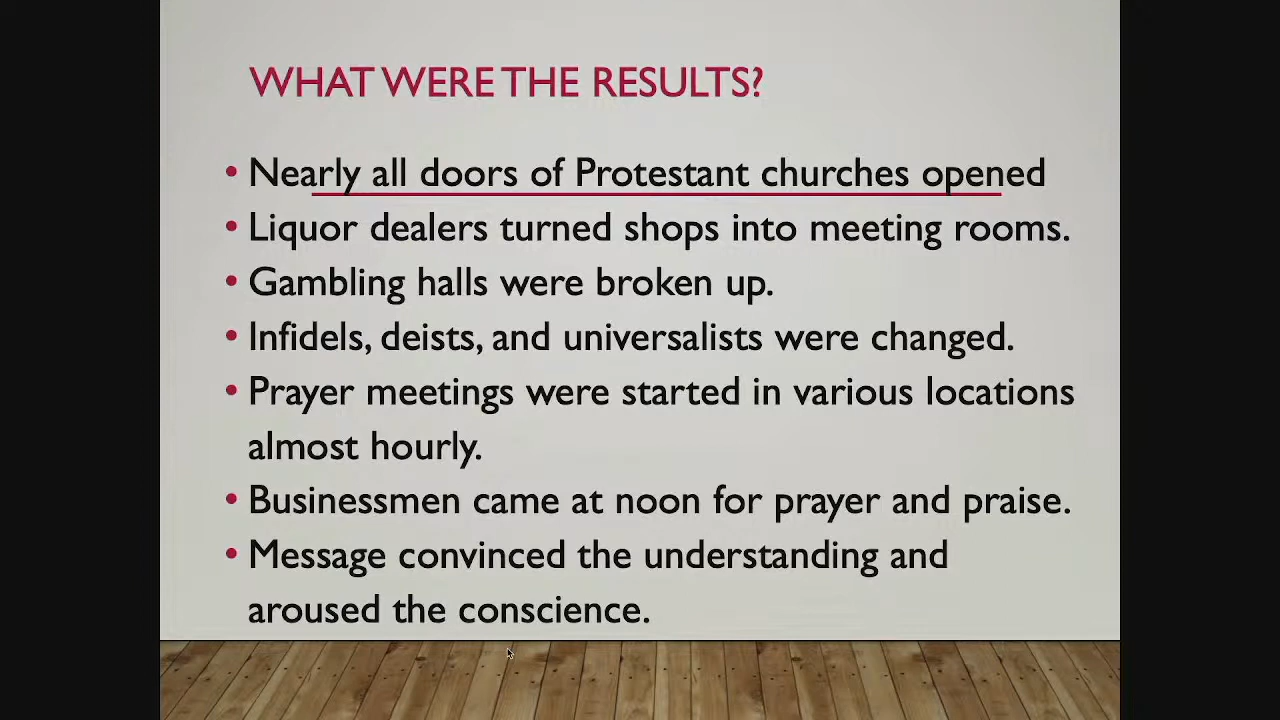 WHAT WERE THE RESULTS?
• Nearly all doors of Protestant churches opened
• Liquor dealers turned shops into meeting rooms.
• Gambling halls were broken up.
• Infidels, deists, and universalists were changed.
• Prayer meetings were started in various locations
almost hourly.
• Businessmen came at noon for prayer and praise.
• Message convinced the understanding and
aroused the conscience.